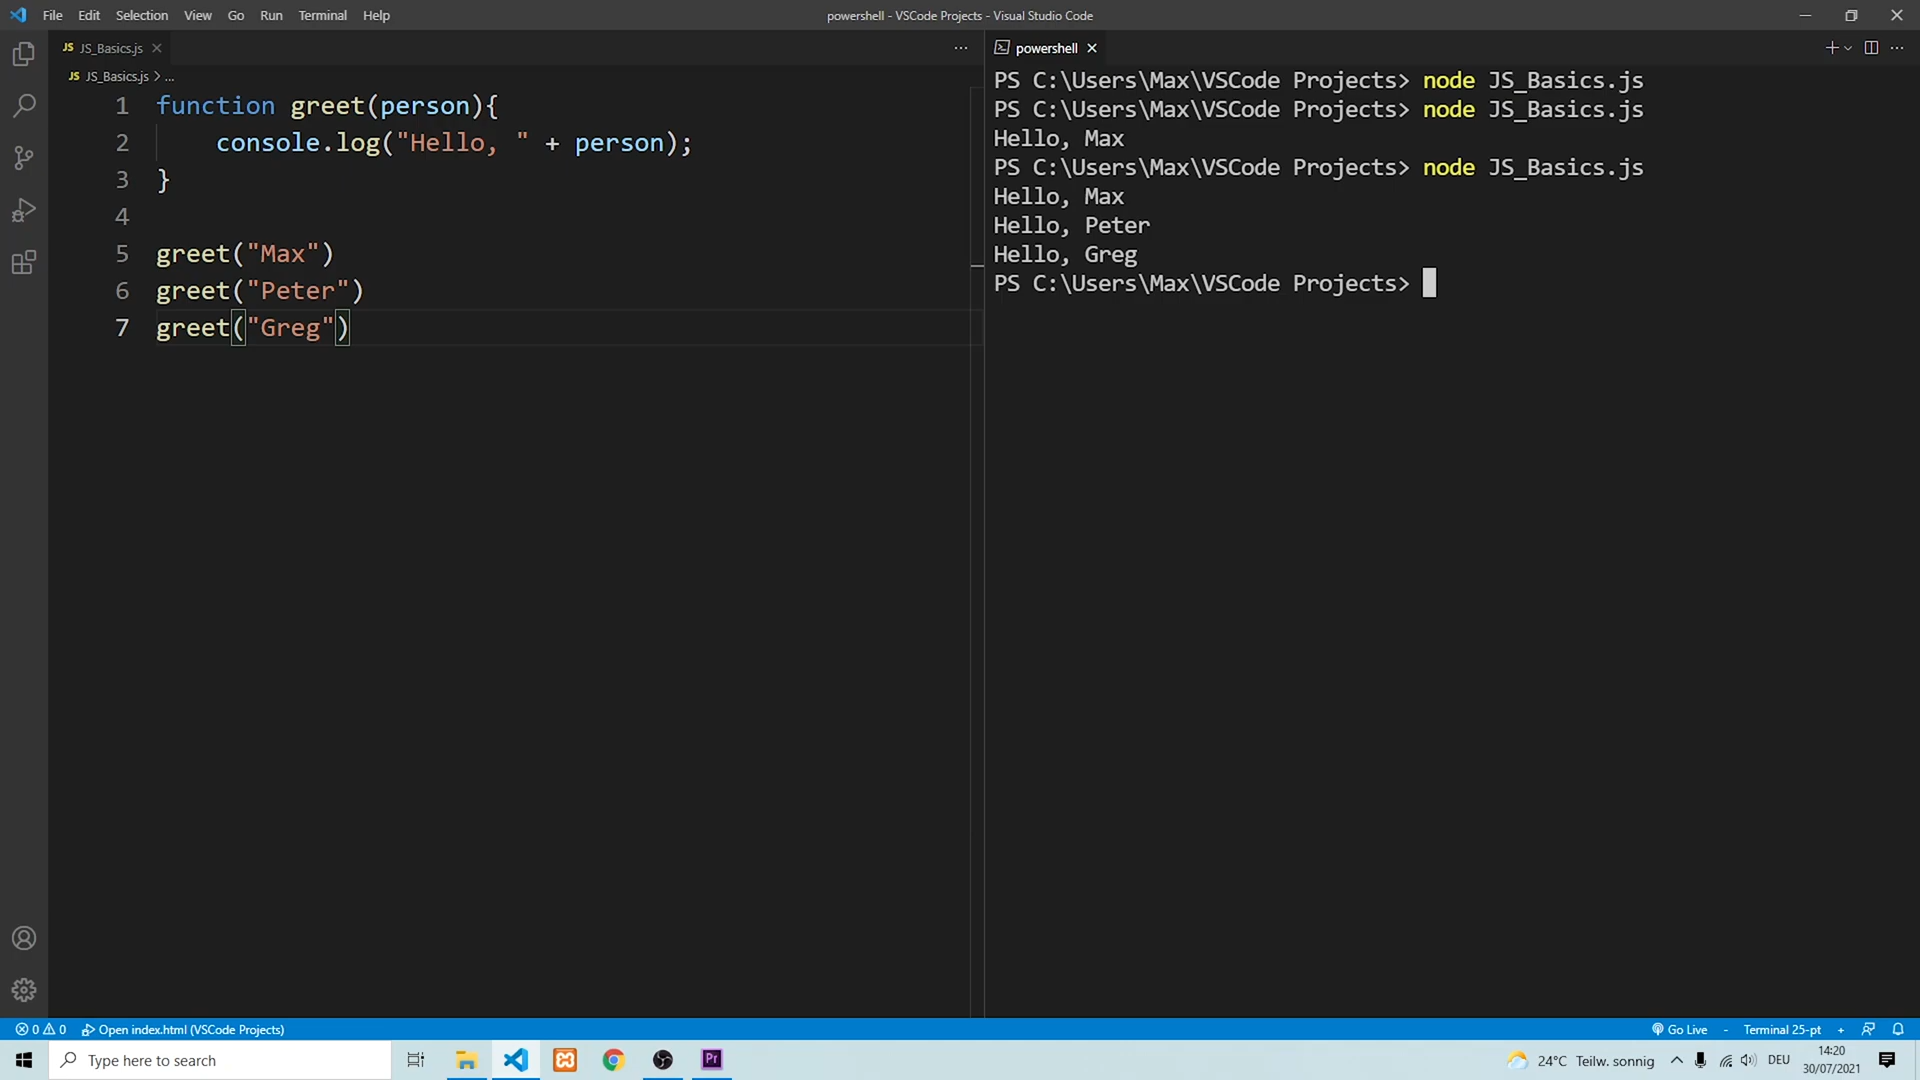 File Edit Selection View Go Run Terminal Help
powershell - VSCode Projects - Visual Studio Code
JS JS_Basics.js
JS JS_Basics.js > ...
1 function greet(person){
2     console.log("Hello, " + person);
3 }
4
5 greet("Max")
6 greet("Peter")
7 greet("Greg")
powershell
PS C:\Users\Max\VSCode Projects> node JS_Basics.js
PS C:\Users\Max\VSCode Projects> node JS_Basics.js
Hello, Max
PS C:\Users\Max\VSCode Projects> node JS_Basics.js
Hello, Max
Hello, Peter
Hello, Greg
PS C:\Users\Max\VSCode Projects>
0 0 Open index.html (VSCode Projects)
Go Live - Terminal 25-pt +
Type here to search
Pr
24°C Teilw. sonnig
DEU
14:20
30/07/2021